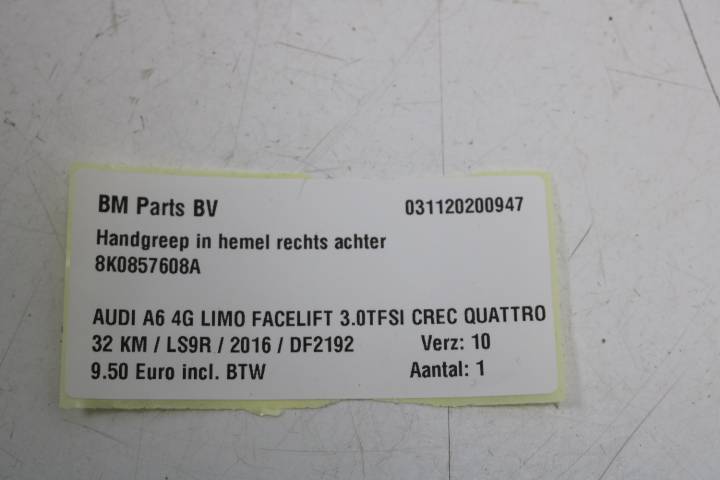 BM Parts BV 031120200947
Handgreep in hemel rechts achter
8K0857608A
AUDI A6 4G LIMO FACELIFT 3.0TFSI CREC QUATTRO
32 KM / LS9R / 2016 / DF2192 Verz: 10
9.50 Euro incl. BTW Aantal: 1